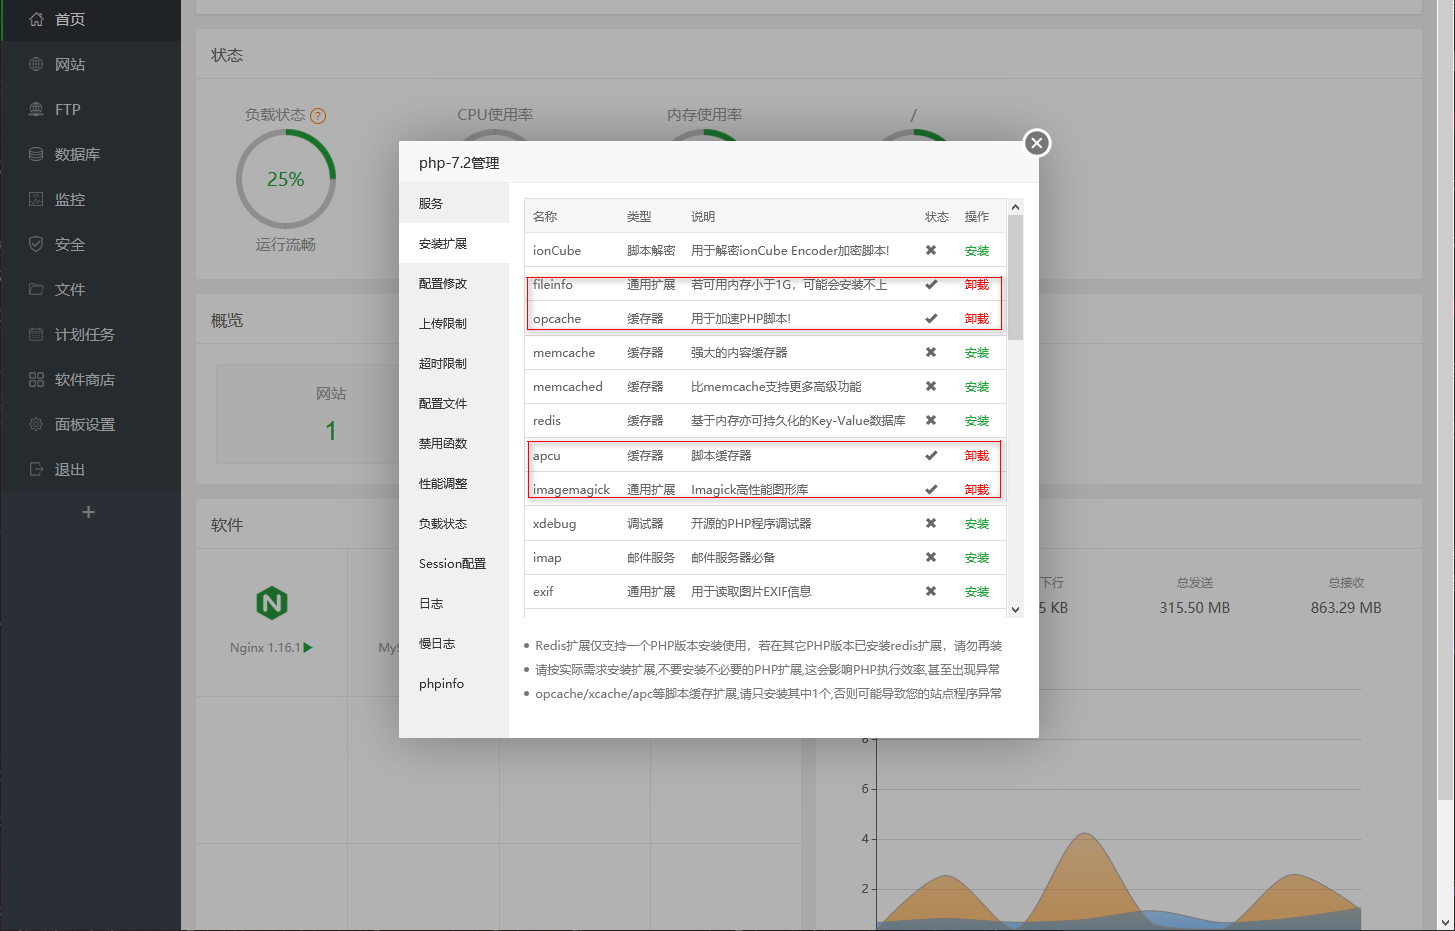 首页
网站
FTP
数据库
监控
安全
文件
计划任务
软件商店
面板设置
退出
+
状态
负载状态 ?
CPU使用率
内存使用率
/
25%
运行流畅
概览
网站
1
软件
Nginx 1.16.1
MyS
php-7.2管理
服务
安装扩展
配置修改
上传限制
超时限制
配置文件
禁用函数
性能调整
负载状态
Session配置
日志
慢日志
phpinfo
名称 类型 说明 状态 操作
ionCube 脚本解密 用于解密ionCube Encoder加密脚本! 安装
fileinfo 通用扩展 若可用内存小于1G，可能会安装不上 卸载
opcache 缓存器 用于加速PHP脚本! 卸载
memcache 缓存器 强大的内容缓存器 安装
memcached 缓存器 比memcache支持更多高级功能 安装
redis 缓存器 基于内存亦可持久化的Key-Value数据库 安装
apcu 缓存器 脚本缓存器 卸载
imagemagick 通用扩展 Imagick高性能图形库 卸载
xdebug 调试器 开源的PHP程序调试器 安装
imap 邮件服务 邮件服务器必备 安装
exif 通用扩展 用于读取图片EXIF信息 安装
Redis扩展仅支持一个PHP版本安装使用，若在其它PHP版本已安装redis扩展，请勿再装
请按实际需求安装扩展,不要安装不必要的PHP扩展,这会影响PHP执行效率,甚至出现异常
opcache/xcache/apc等脚本缓存扩展,请只安装其中1个,否则可能导致您的站点程序异常
下行 总发送 总接收
5 KB 315.50 MB 863.29 MB
8
6
4
2